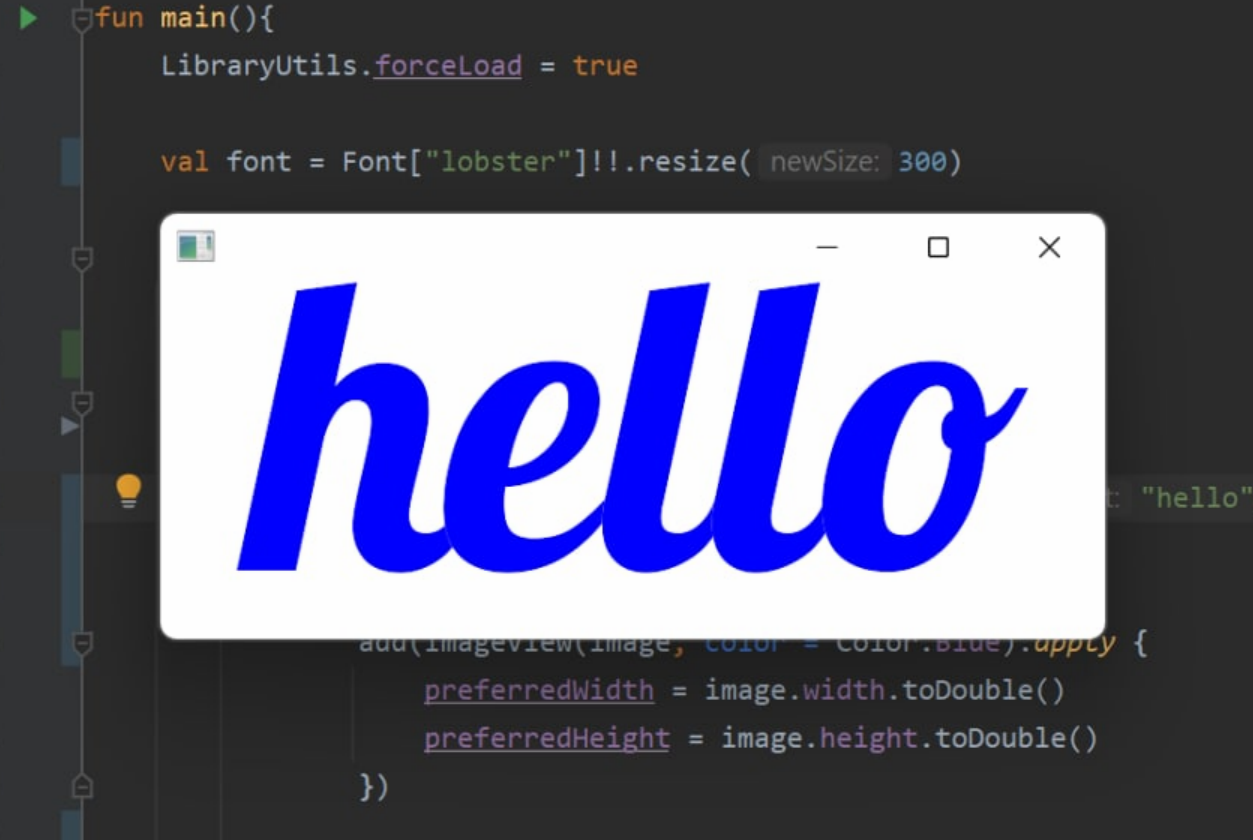 fun main(){
LibraryUtils.forceLoad = true
val font = Font["lobster"]!!.resize( newSize: 300)
hello
t: "hello"
add(ImageView(image, color = Color.Blue).apply {
preferredWidth = image.width.toDouble()
preferredHeight = image.height.toDouble()
})